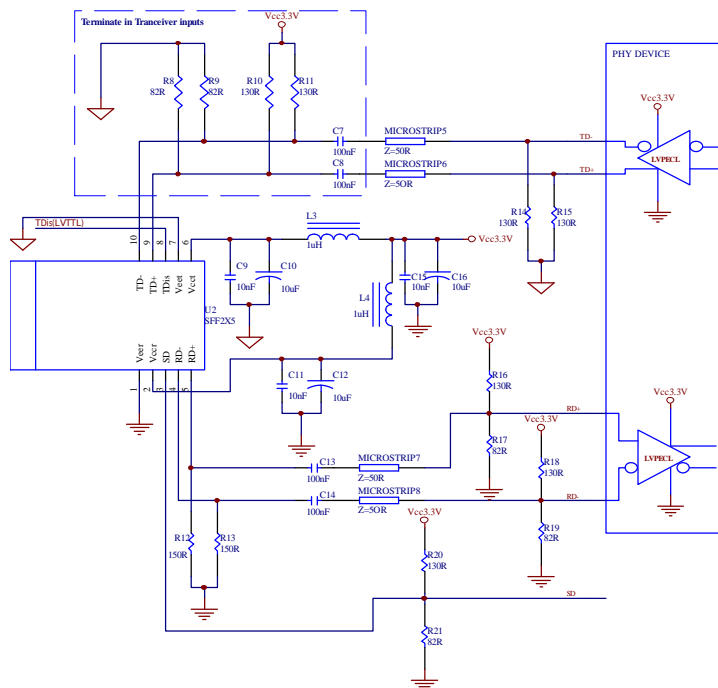 Terminate in Tranceiver inputs
Vcc3.3V
R8
82R
R9
82R
R10
130R
R11
130R
PHY DEVICE
Vcc3.3V
C7
100nF
MICROSTRIP5
Z=50R
TD-
C8
100nF
MICROSTRIP6
Z=5OR
TD+
LVPECL
R14
130R
R15
130R
TDis(LVTTL)
10
9
8
7
6
TD-
TD+
TDis
Veet
Vcct
L3
1uH
Vcc3.3V
C9
10nF
C10
10uF
C15
10nF
C16
10uF
L4
1uH
U2
SFF2X5
Veer
Vccr
SD
RD-
RD+
1
2
3
4
5
C11
10nF
C12
10uF
Vcc3.3V
R16
130R
RD+
Vcc3.3V
Vcc3.3V
R17
82R
R18
130R
LVPECL
C13
100nF
MICROSTRIP7
Z=50R
C14
100nF
MICROSTRIP8
Z=5OR
RD-
Vcc3.3V
R12
150R
R13
150R
R19
82R
R20
130R
SD
R21
82R